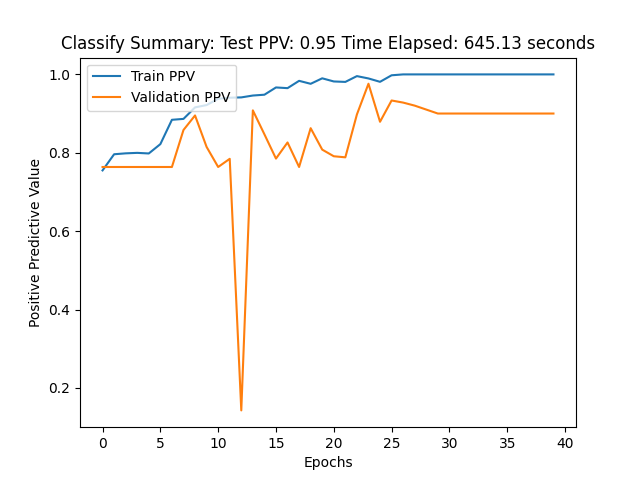 Classify Summary: Test PPV: 0.95 Time Elapsed: 645.13 seconds
Train PPV
Validation PPV
Positive Predictive Value
1.0
0.8
0.6
0.4
0.2
0 5 10 15 20 25 30 35 40
Epochs